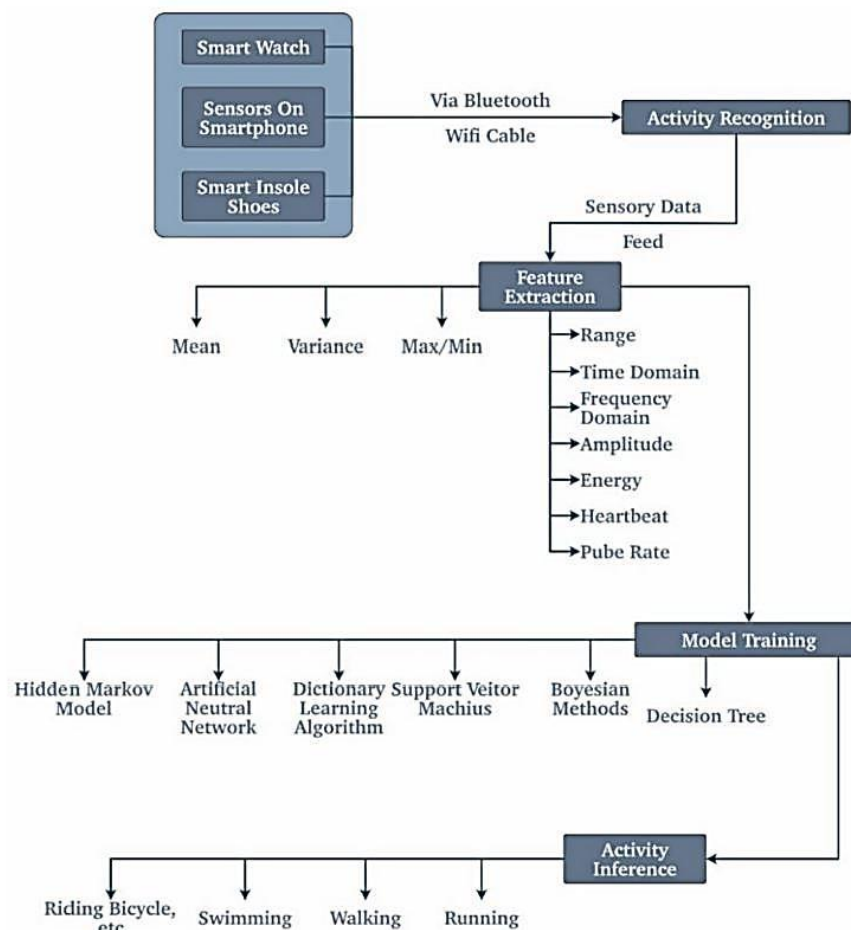 Smart Watch
Sensors On
Smartphone
Smart Insole
Shoes
Via Bluetooth
Wifi Cable
Activity Recognition
Sensory Data
Feed
Feature
Extraction
Mean
Variance
Max/Min
Range
Time Domain
Frequency
Domain
Amplitude
Energy
Heartbeat
Pube Rate
Model Training
Hidden Markov
Model
Artificial
Neutral
Network
Dictionary
Learning
Algorithm
Support Veitor
Machius
Boyesian
Methods
Decision Tree
Activity
Inference
Riding Bicycle,
etc
Swimming
Walking
Running